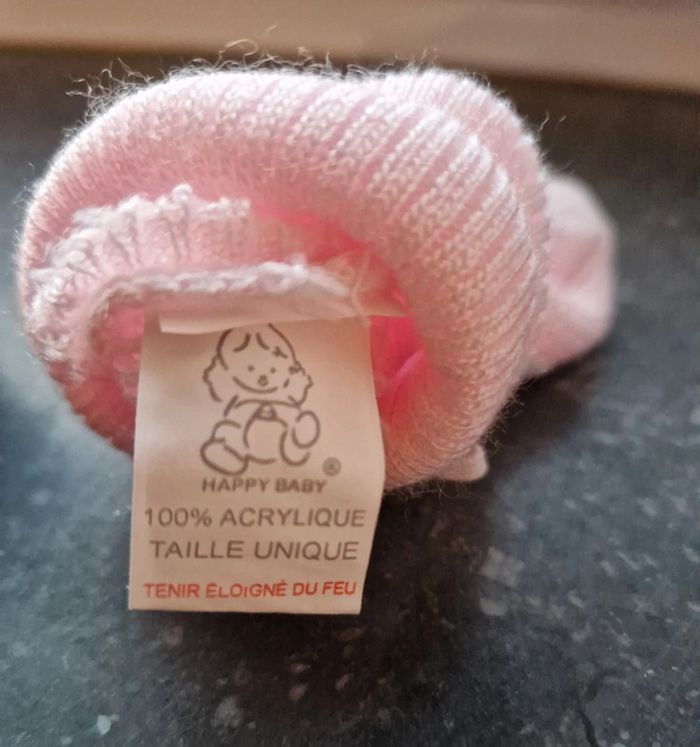 ®
HAPPY BABY
100% ACRYLIQUE
TAILLE UNIQUE
TENIR ÉLOIGNÉ DU FEU